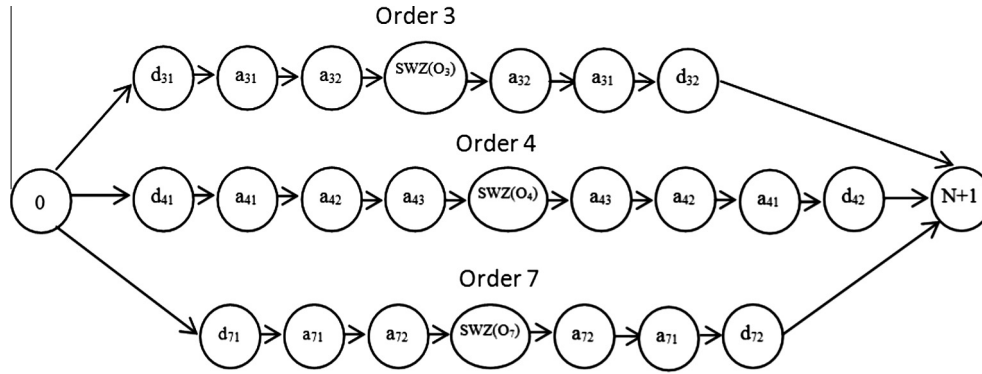 Order 3
d₃₁ a₃₁ a₃₂ SWZ(O₃) a₃₂ a₃₁ d₃₂
Order 4
0 d₄₁ a₄₁ a₄₂ a₄₃ SWZ(O₄) a₄₃ a₄₂ a₄₁ d₄₂ N+1
Order 7
d₇₁ a₇₁ a₇₂ SWZ(O₇) a₇₂ a₇₁ d₇₂